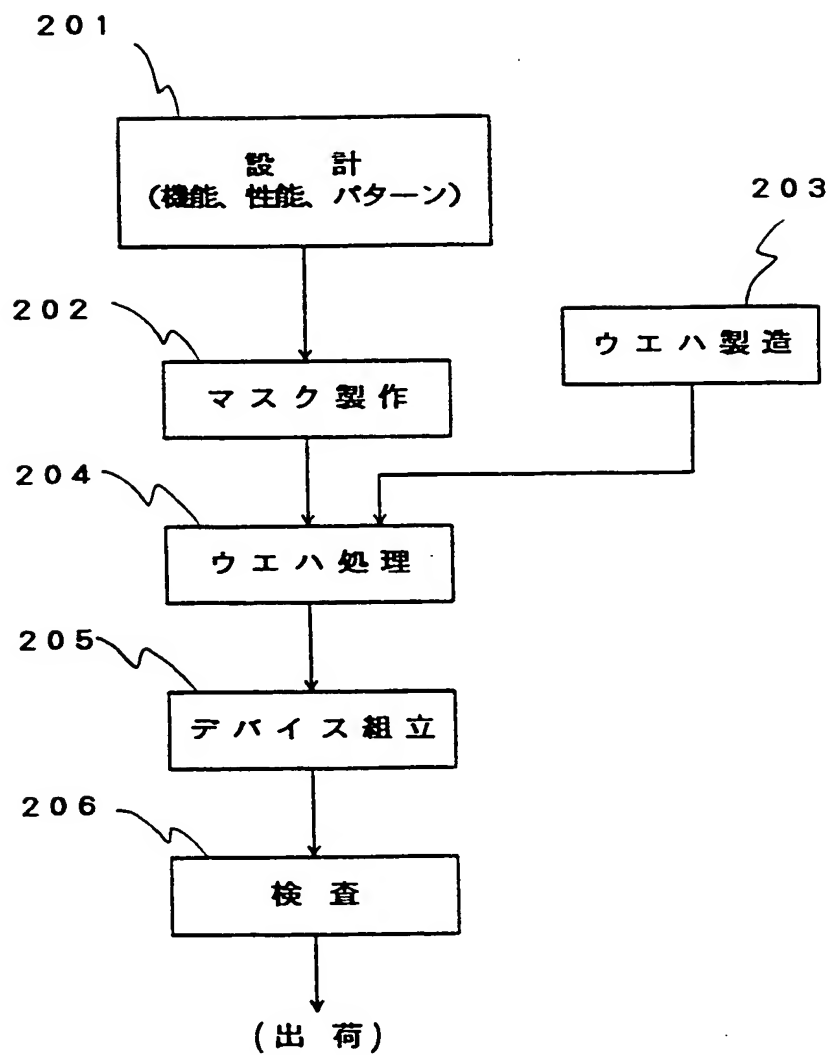 201
設 計
(機能、性能、パターン)
203
202
ウエハ製造
マスク製作
204
ウエハ処理
205
デバイス組立
206
検 査
(出 荷)